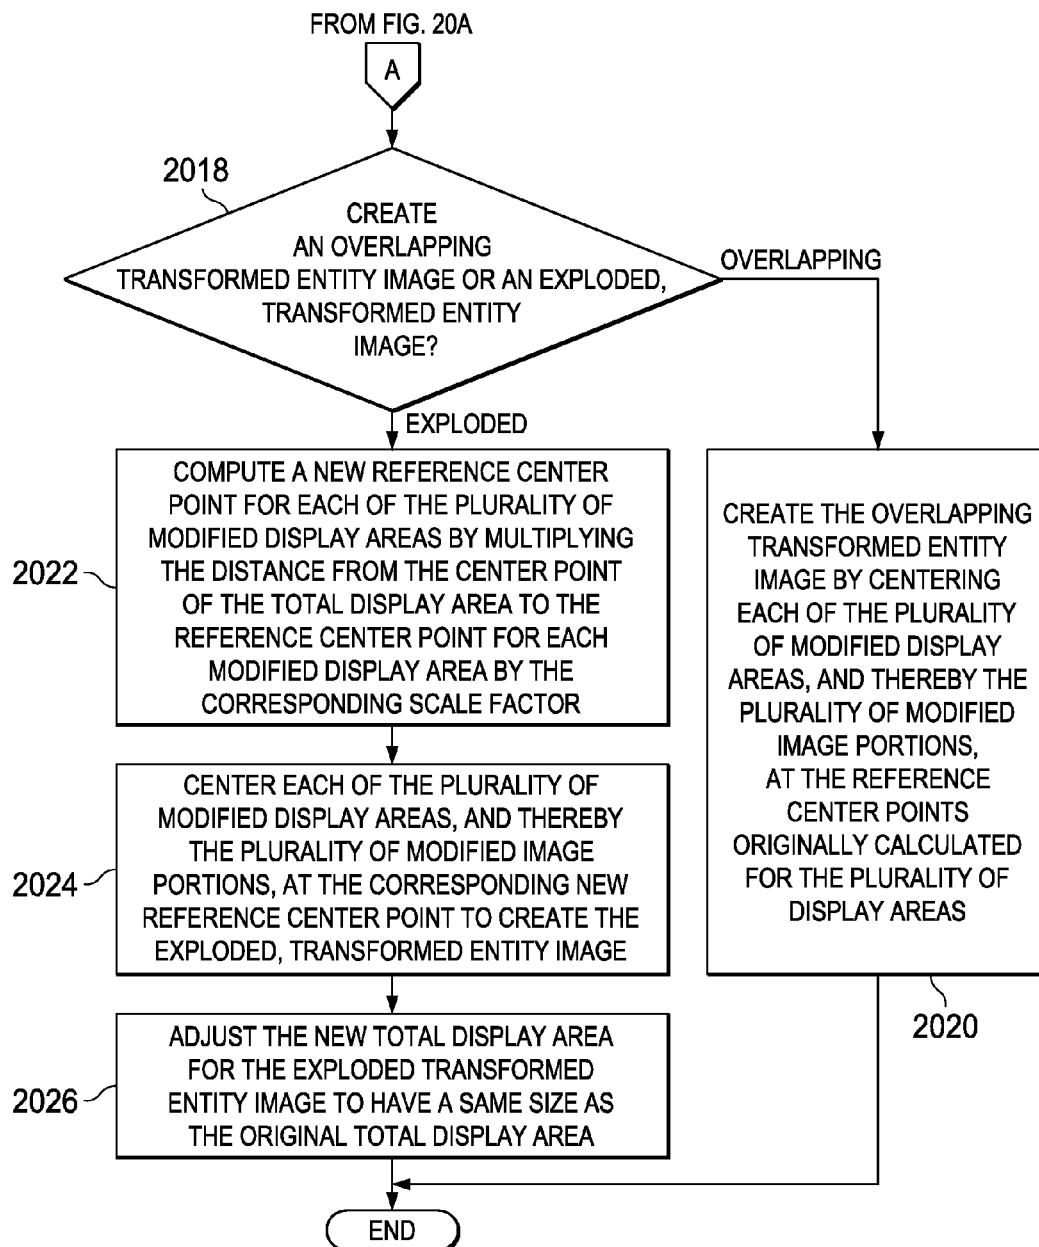 FROM FIG. 20A
A
2018
CREATE
AN OVERLAPPING
TRANSFORMED ENTITY IMAGE OR AN EXPLODED,
TRANSFORMED ENTITY
IMAGE?
OVERLAPPING
EXPLODED
2022
COMPUTE A NEW REFERENCE CENTER
POINT FOR EACH OF THE PLURALITY OF
MODIFIED DISPLAY AREAS BY MULTIPLYING
THE DISTANCE FROM THE CENTER POINT
OF THE TOTAL DISPLAY AREA TO THE
REFERENCE CENTER POINT FOR EACH
MODIFIED DISPLAY AREA BY THE
CORRESPONDING SCALE FACTOR
2024
CENTER EACH OF THE PLURALITY OF
MODIFIED DISPLAY AREAS, AND THEREBY
THE PLURALITY OF MODIFIED IMAGE
PORTIONS, AT THE CORRESPONDING NEW
REFERENCE CENTER POINT TO CREATE THE
EXPLODED, TRANSFORMED ENTITY IMAGE
2026
ADJUST THE NEW TOTAL DISPLAY AREA
FOR THE EXPLODED TRANSFORMED
ENTITY IMAGE TO HAVE A SAME SIZE AS
THE ORIGINAL TOTAL DISPLAY AREA
CREATE THE OVERLAPPING
TRANSFORMED ENTITY
IMAGE BY CENTERING
EACH OF THE PLURALITY
OF MODIFIED DISPLAY
AREAS, AND THEREBY THE
PLURALITY OF MODIFIED
IMAGE PORTIONS,
AT THE REFERENCE
CENTER POINTS
ORIGINALLY CALCULATED
FOR THE PLURALITY OF
DISPLAY AREAS
2020
END